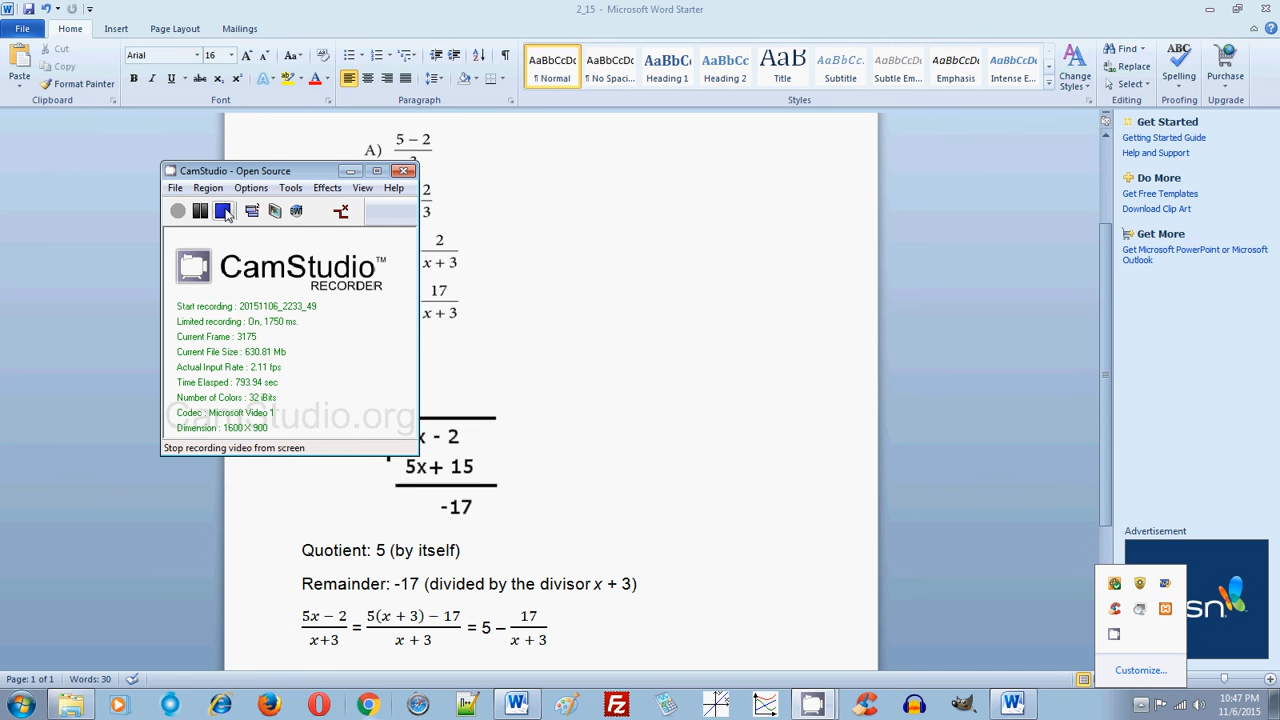 2_15 - Microsoft Word Starter
File Home Insert Page Layout Mailings
Paste
Cut
Copy
Format Painter
Clipboard
Arial 16
Font
Paragraph
AaBbCcDc AaBbCcDc AaBbCc AaBbCc AaB AaBbCc. AaBbCcDc AaBbCcDc AaBbCcDc
¶ Normal ¶ No Spaci... Heading 1 Heading 2 Title Subtitle Subtle Em... Emphasis Intense E...
Styles
Change Styles
Find
Replace
Select
Editing
Spelling
Proofing
Purchase
Upgrade
A) 5 − 2
2
3
2
x + 3
17
x + 3
x - 2
5x+ 15
-17
Quotient: 5 (by itself)
Remainder: -17 (divided by the divisor x + 3)
5x − 2 5(x + 3) − 17 17
= = 5 −
x+3 x + 3 x + 3
CamStudio - Open Source
File Region Options Tools Effects View Help
CamStudio™
RECORDER
Start recording : 20151106_2233_49
Limited recording : On, 1750 ms.
Current Frame : 3175
Current File Size : 630.81 Mb
Actual Input Rate : 2.11 fps
Time Elasped : 793.94 sec
Number of Colors : 32 iBits
Codec : Microsoft Video 1
Dimension : 1600 X 900
CamStudio.org
Stop recording video from screen
Get Started
Getting Started Guide
Help and Support
Do More
Get Free Templates
Download Clip Art
Get More
Get Microsoft PowerPoint or Microsoft
Outlook
Advertisement
sn
Customize...
Page: 1 of 1 Words: 30
10:47 PM
11/6/2015